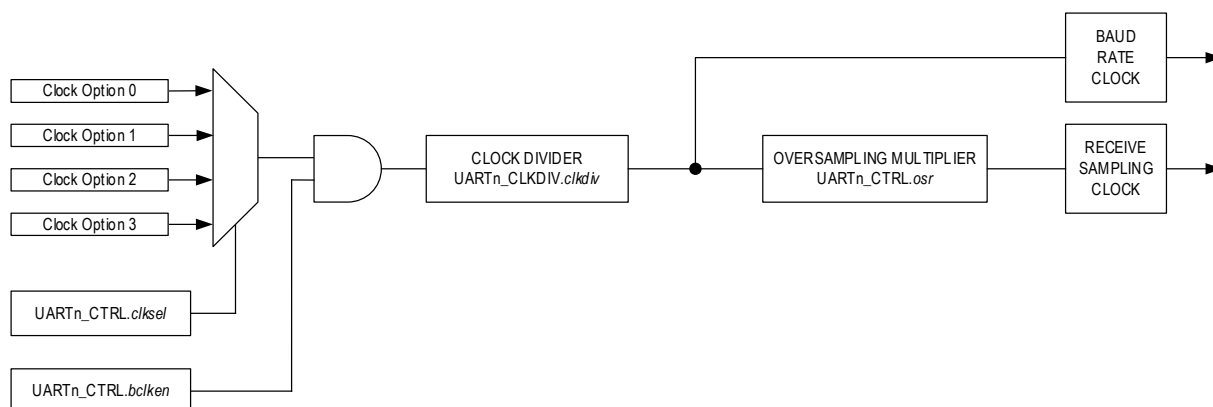 Clock Option 0
Clock Option 1
Clock Option 2
Clock Option 3
UARTn_CTRL.clksel
UARTn_CTRL.bclken
CLOCK DIVIDER
UARTn_CLKDIV.clkdiv
OVERSAMPLING MULTIPLIER
UARTn_CTRL.osr
BAUD
RATE
CLOCK
RECEIVE
SAMPLING
CLOCK